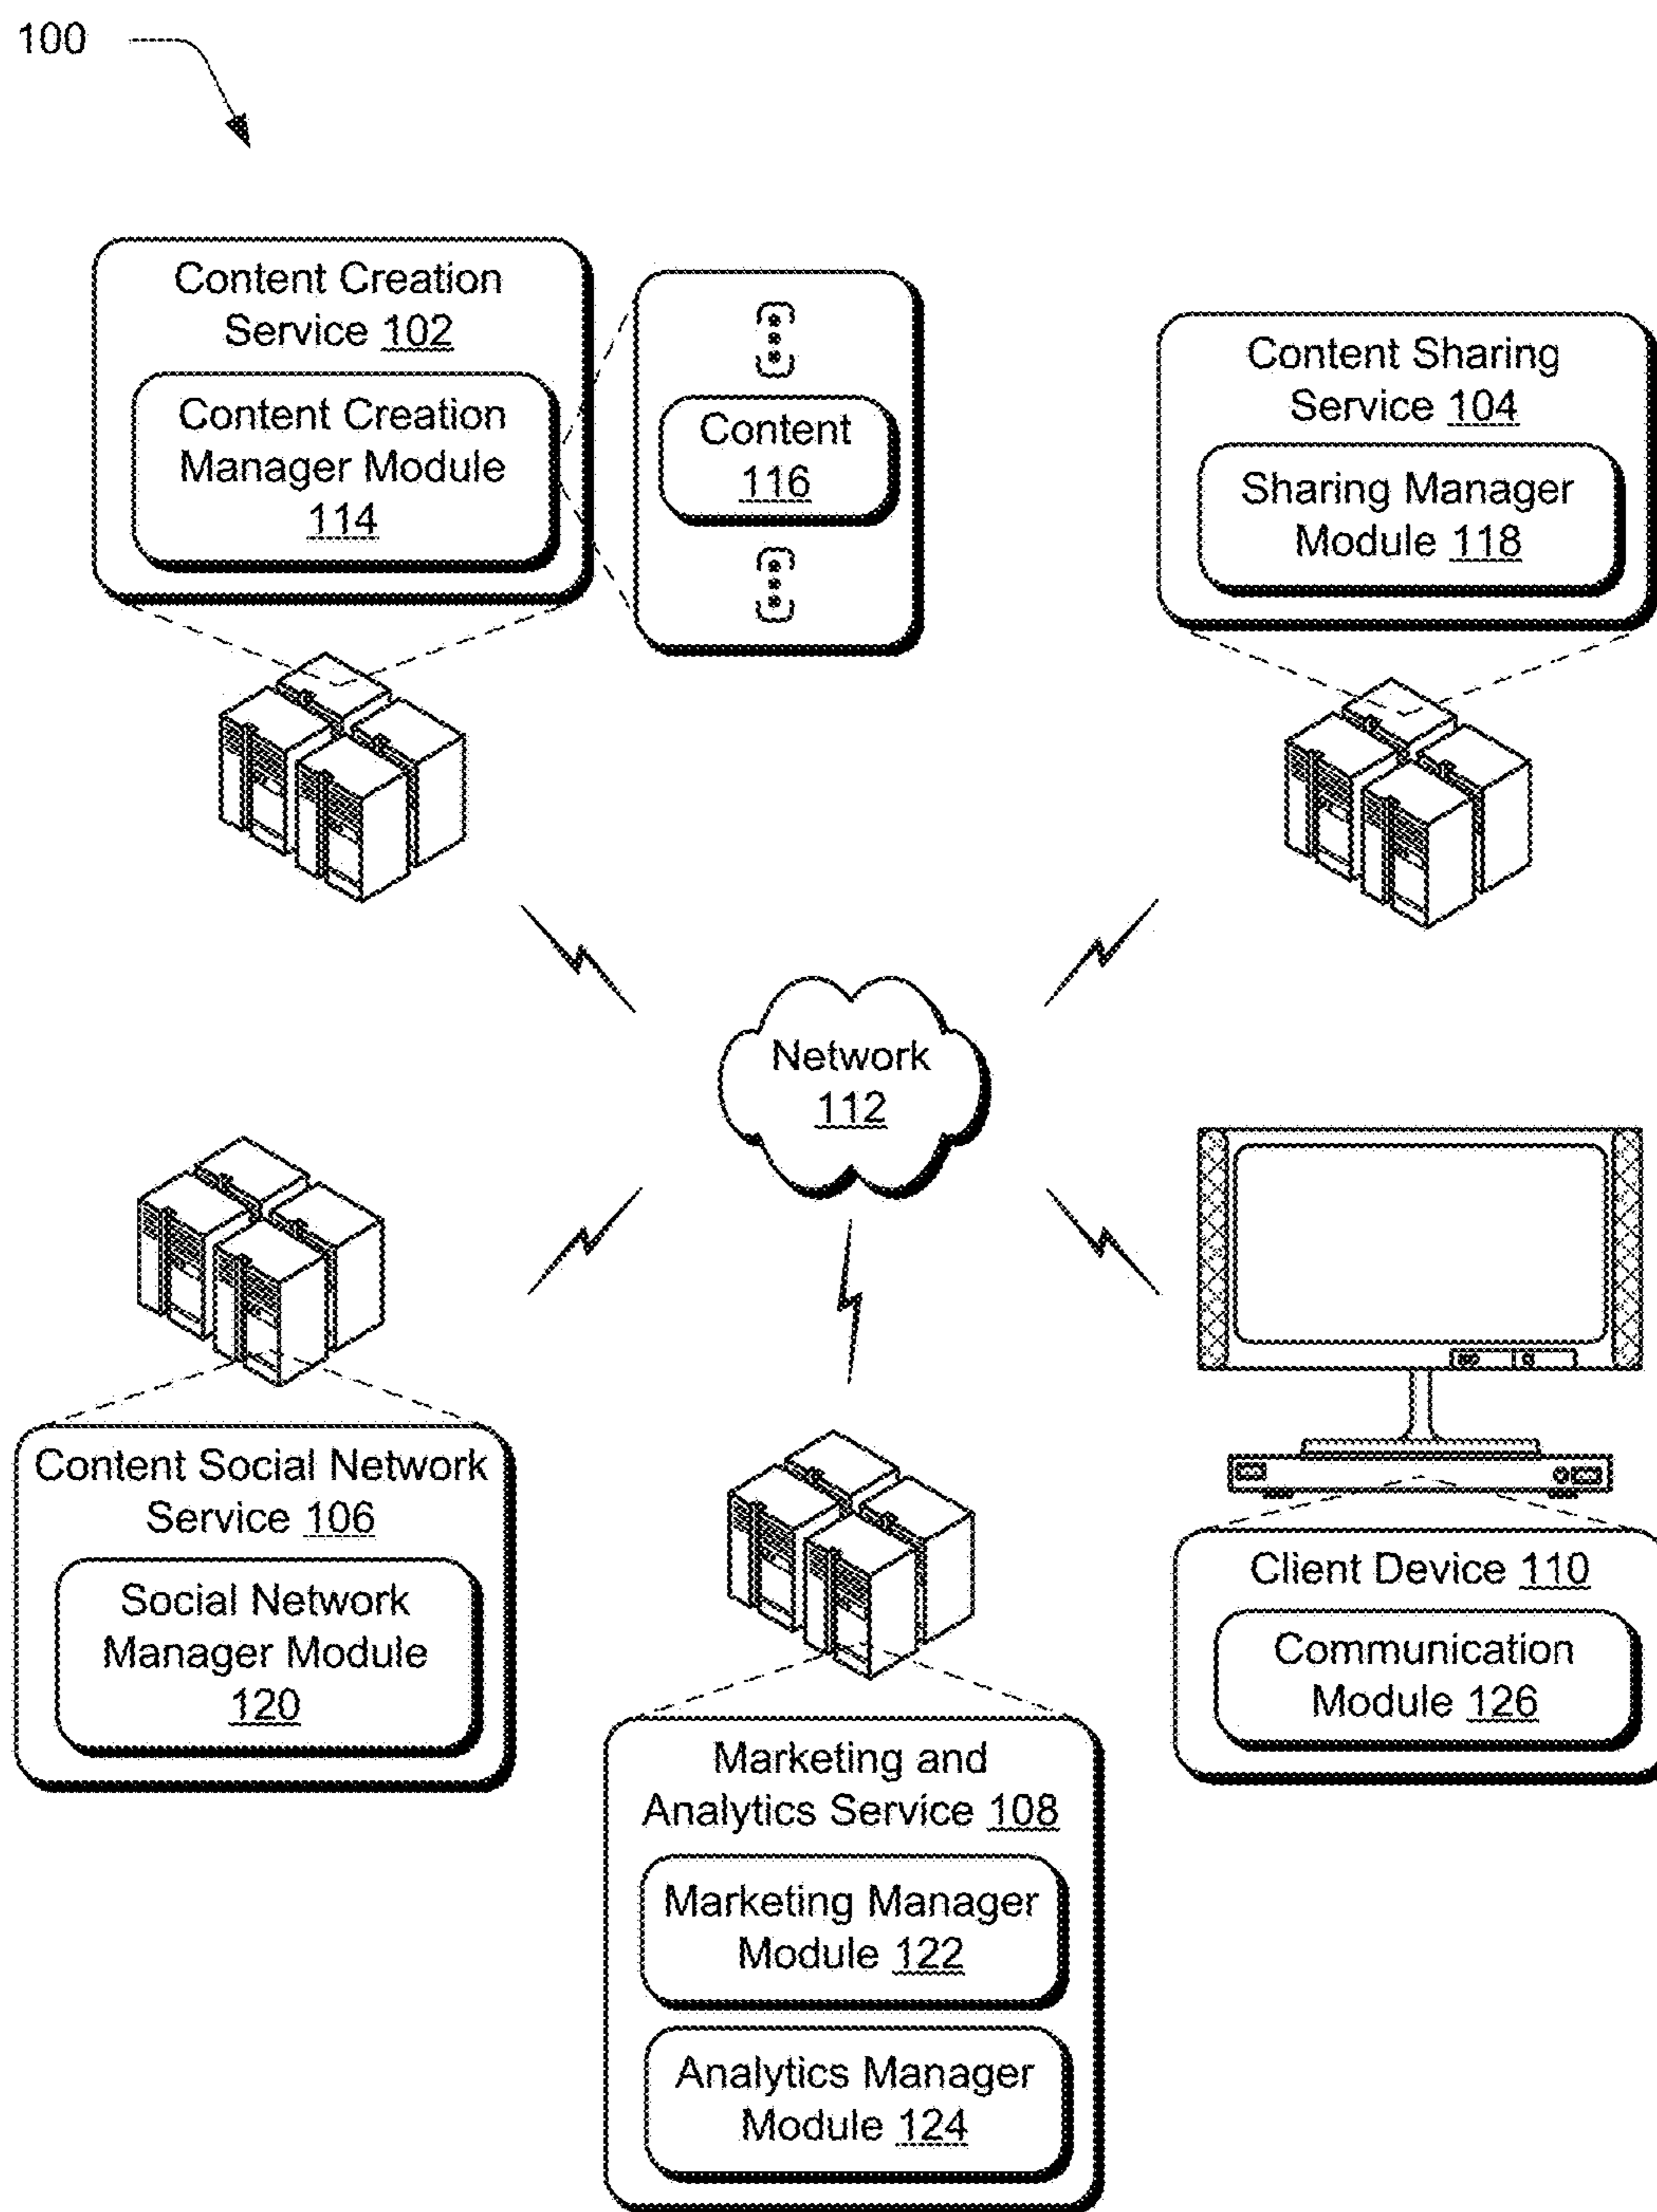 100
Content Creation
Service 102
Content Creation
Manager Module
114
Content
116
Content Sharing
Service 104
Sharing Manager
Module 118
Network
112
Content Social Network
Service 106
Social Network
Manager Module
120
Marketing and
Analytics Service 108
Marketing Manager
Module 122
Analytics Manager
Module 124
Client Device 110
Communication
Module 126